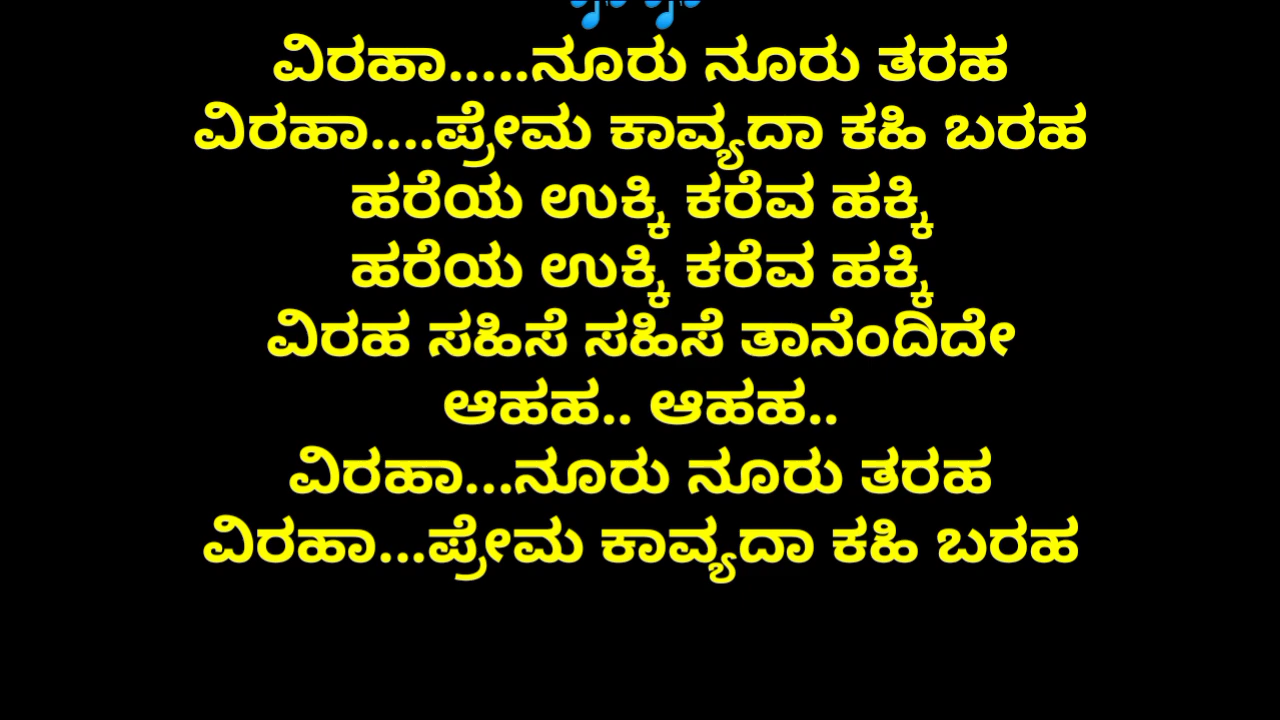 ವಿರಹಾ.....ನೂರು ನೂರು ತರಹ
ವಿರಹಾ....ಪ್ರೇಮ ಕಾವ್ಯದಾ ಕಹಿ ಬರಹ
ಹರೆಯ ಉಕ್ಕಿ ಕರೆವ ಹಕ್ಕಿ
ಹರೆಯ ಉಕ್ಕಿ ಕರೆವ ಹಕ್ಕಿ
ವಿರಹ ಸಹಿಸೆ ಸಹಿಸೆ ತಾನೆಂದಿದೇ
ಆಹಹ.. ಆಹಹ..
ವಿರಹಾ...ನೂರು ನೂರು ತರಹ
ವಿರಹಾ...ಪ್ರೇಮ ಕಾವ್ಯದಾ ಕಹಿ ಬರಹ